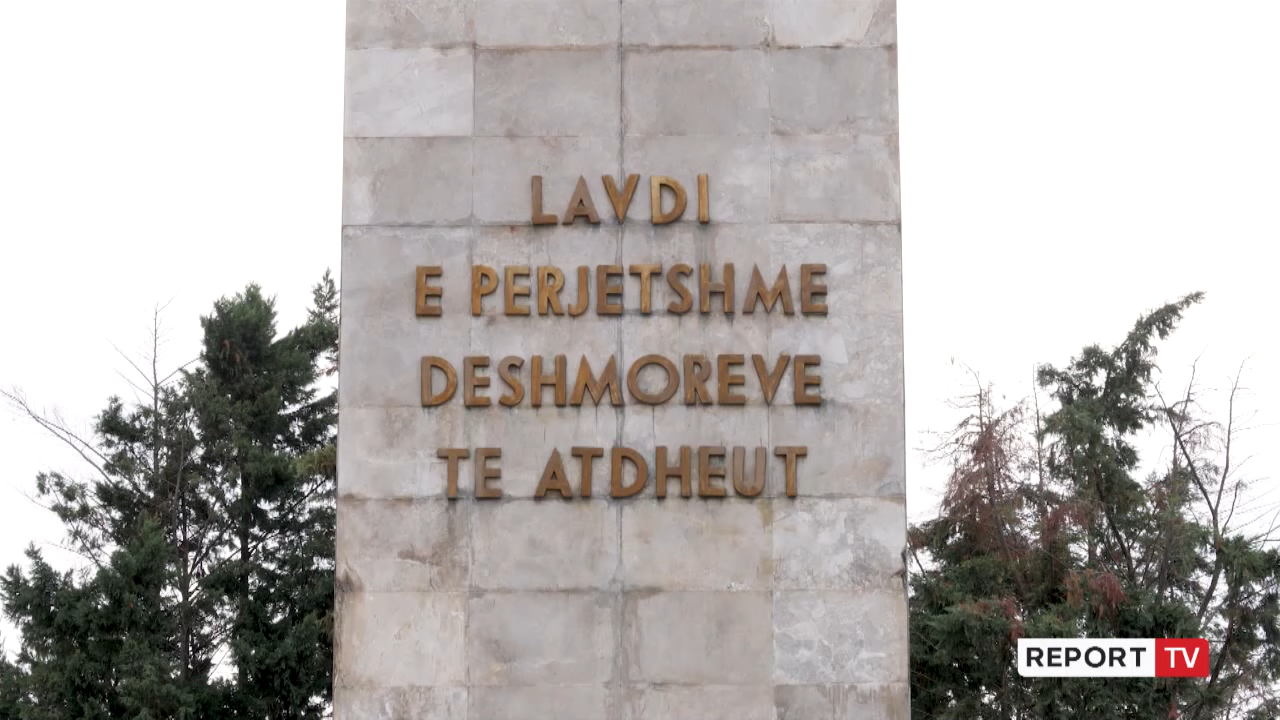 LAVDI
E PERJETSHME
DESHMOREVE
TE ATDHEUT
REPORT TV